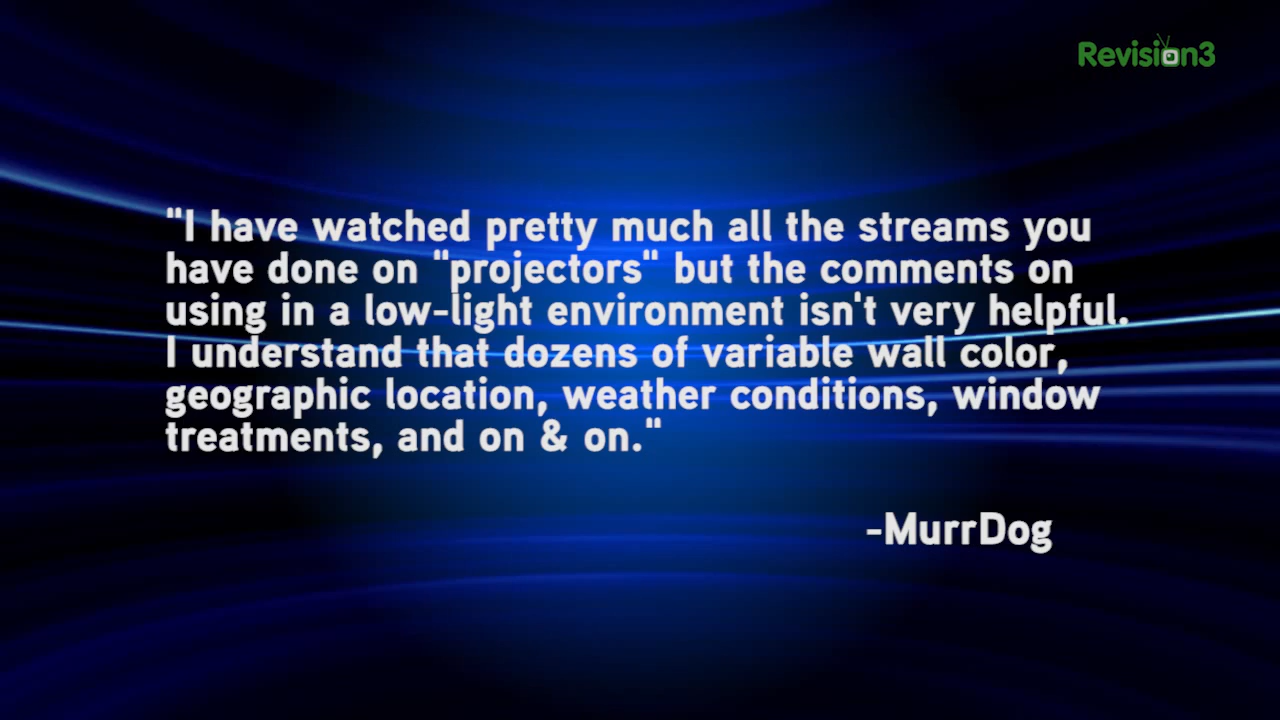 Revision3
"I have watched pretty much all the streams you
have done on "projectors" but the comments on
using in a low-light environment isn't very helpful.
I understand that dozens of variable wall color,
geographic location, weather conditions, window
treatments, and on & on."
-MurrDog